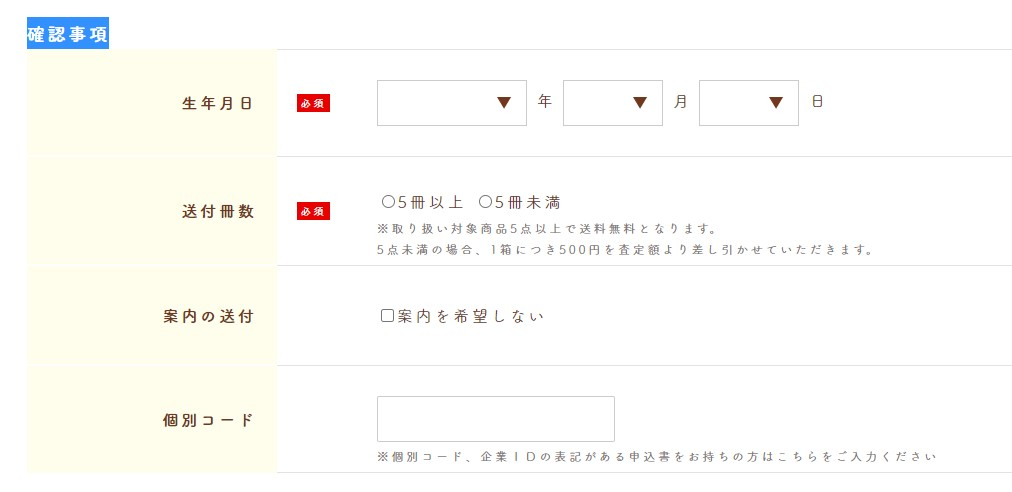 確認事項
生年月日 必須 年 月 日
送付冊数 必須 5冊以上 5冊未満
※取り扱い対象商品5点以上で送料無料となります。
5点未満の場合、1箱につき500円を査定額より差し引かせていただきます。
案内の送付 案内を希望しない
個別コード
※個別コード、企業IDの表記がある申込書をお持ちの方はこちらをご入力ください